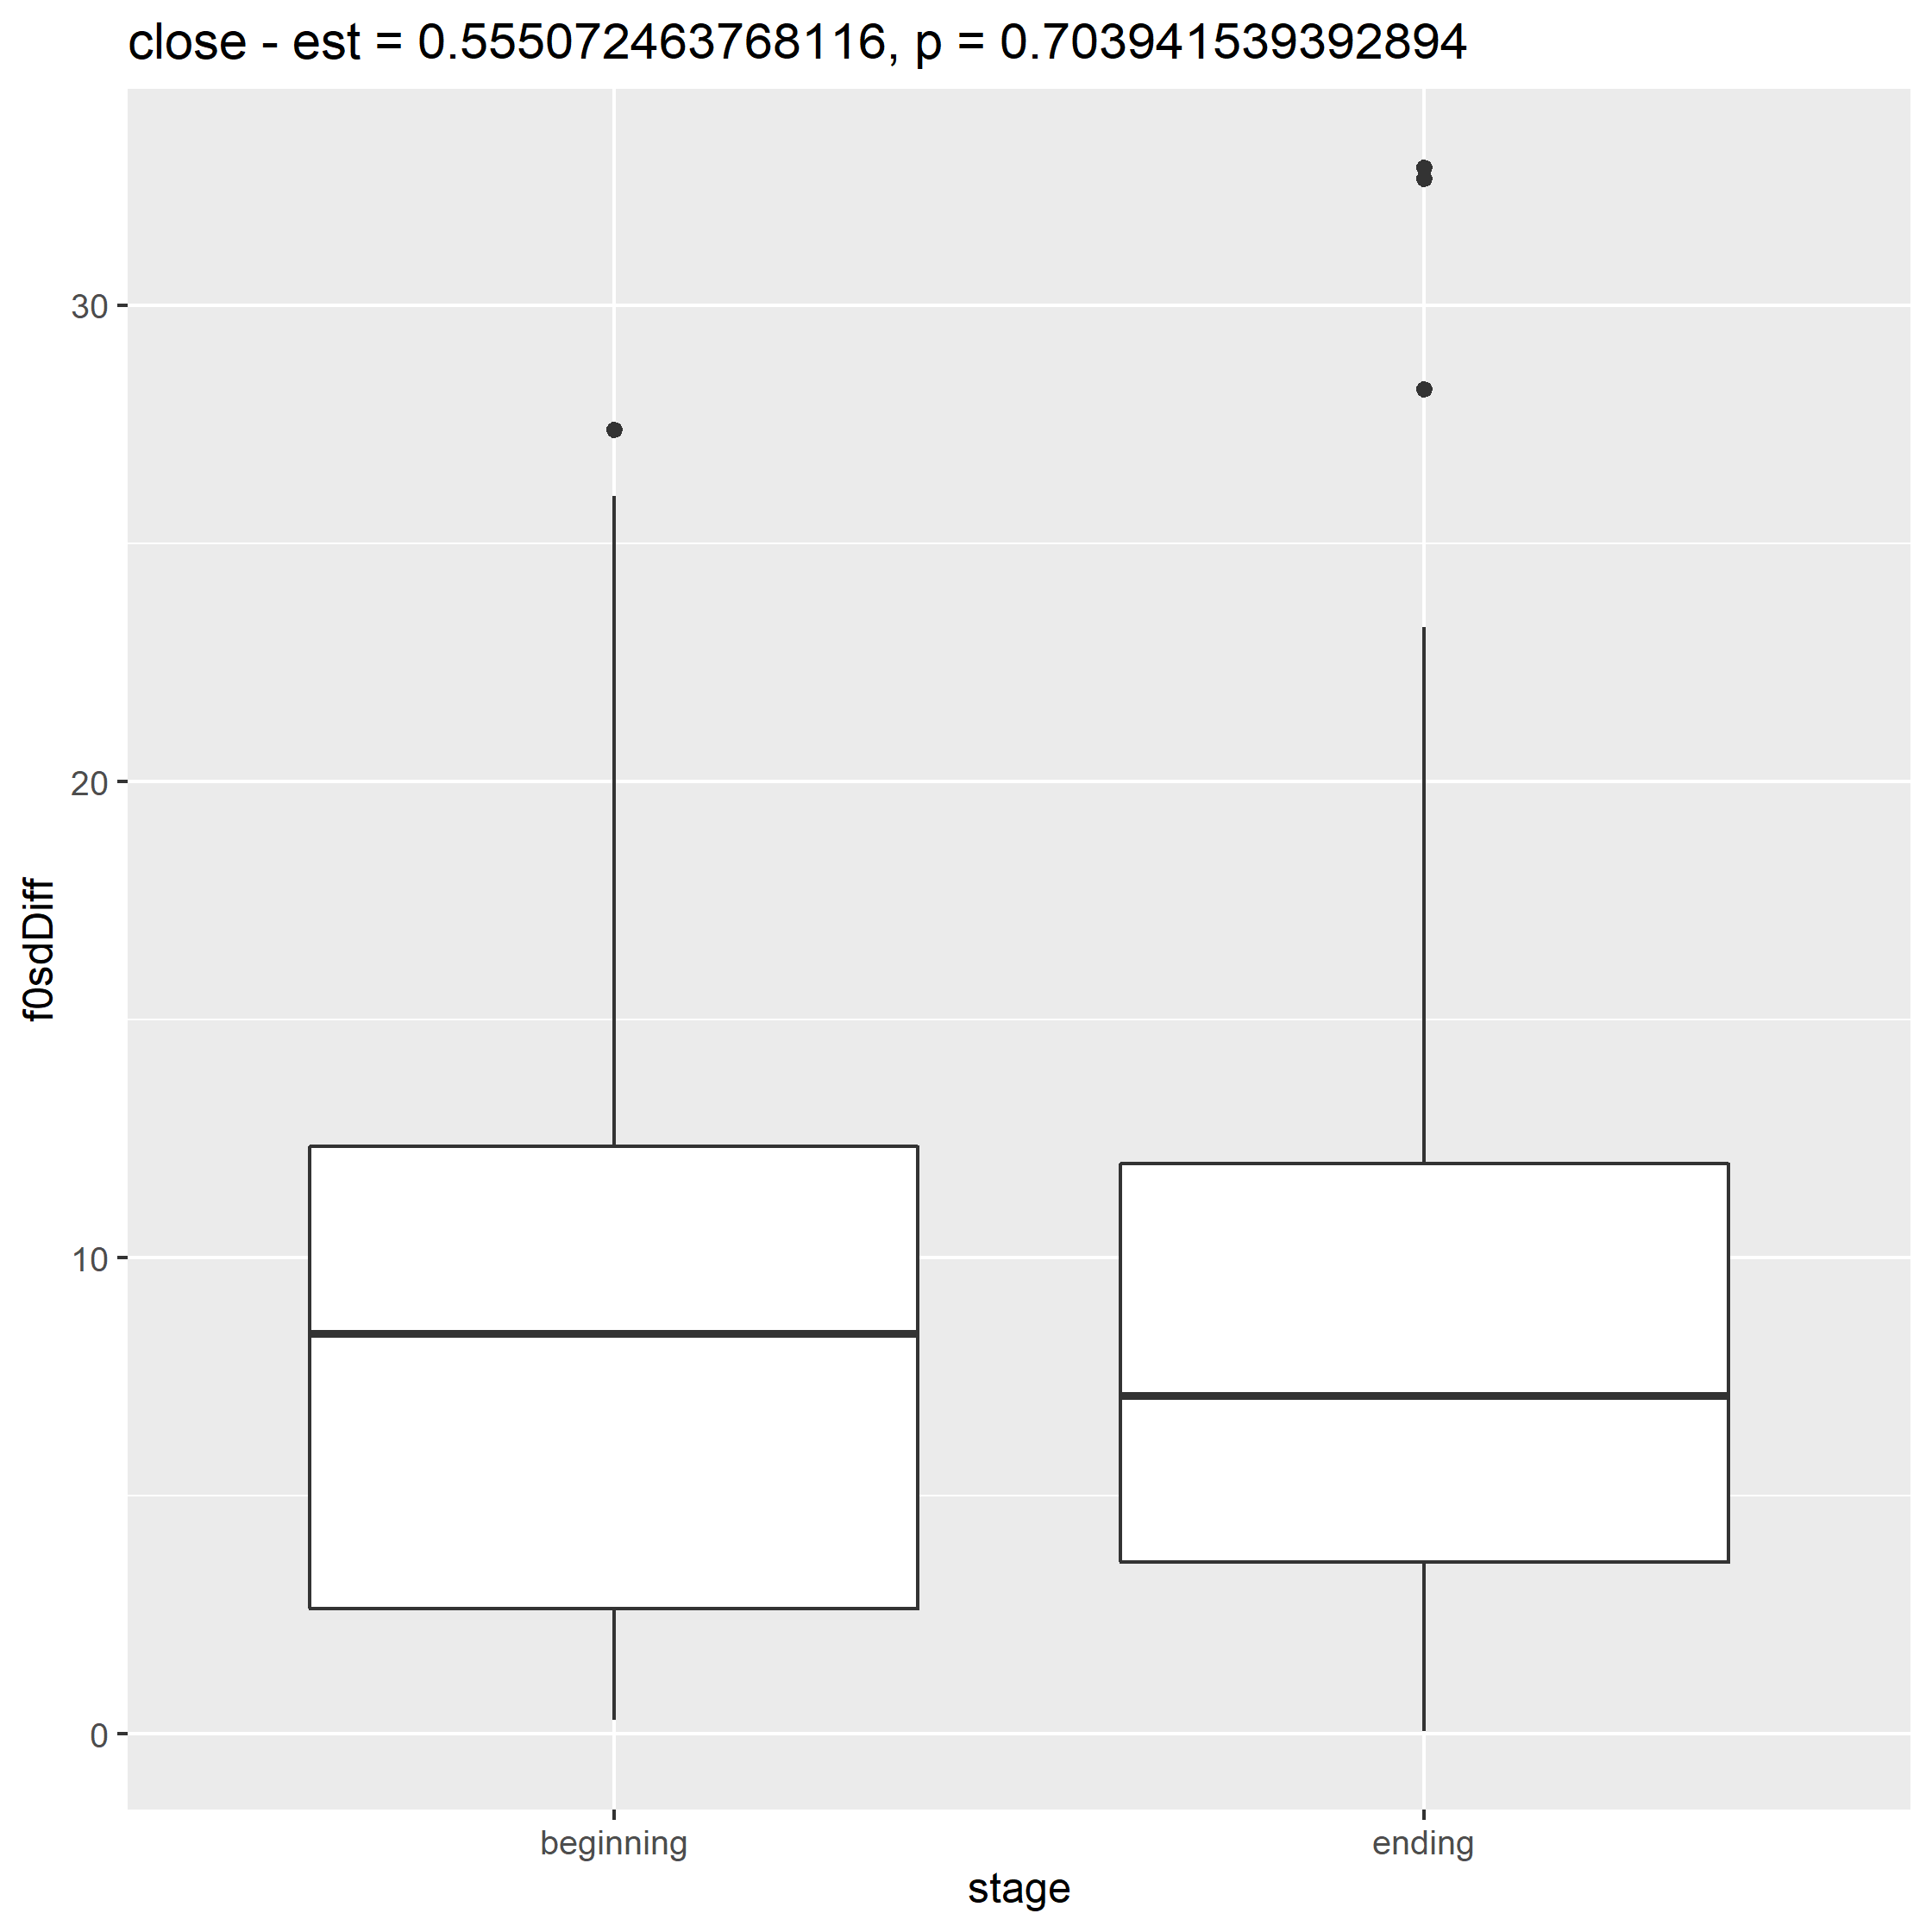 close - est = 0.555072463768116, p = 0.703941539392894
f0sdDiff
30
20
10
0
beginning
ending
stage